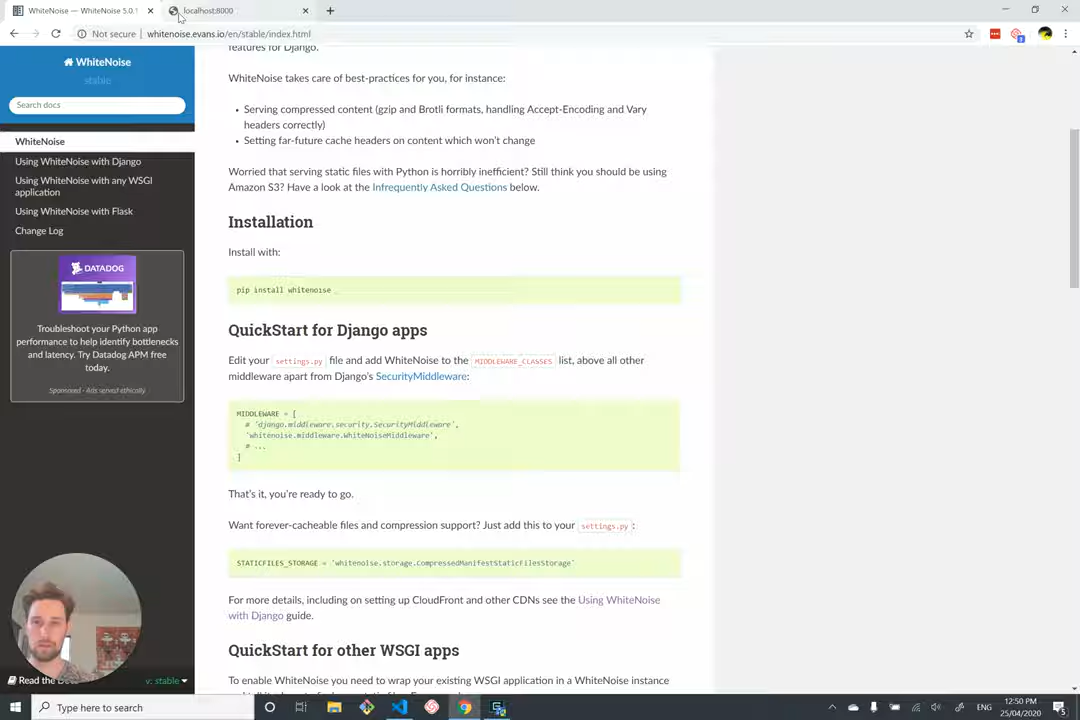 WhiteNoise — WhiteNoise 5.0.1
localhost:8000
Not secure
whitenoise.evans.io/en/stable/index.html
WhiteNoise
stable
Search docs
WhiteNoise
Using WhiteNoise with Django
Using WhiteNoise with any WSGI
application
Using WhiteNoise with Flask
Change Log
DATADOG
Troubleshoot your Python app
performance to help identify bottlenecks
and latency. Try Datadog APM free
today.
Sponsored · Ads served ethically
Read the Docs
v: stable
features for Django.
WhiteNoise takes care of best-practices for you, for instance:
• Serving compressed content (gzip and Brotli formats, handling Accept-Encoding and Vary
headers correctly)
• Setting far-future cache headers on content which won't change
Worried that serving static files with Python is horribly inefficient? Still think you should be using
Amazon S3? Have a look at the Infrequently Asked Questions below.
Installation
Install with:
pip install whitenoise
QuickStart for Django apps
Edit your settings.py file and add WhiteNoise to the MIDDLEWARE_CLASSES list, above all other
middleware apart from Django's SecurityMiddleware:
MIDDLEWARE = [
# 'django.middleware.security.SecurityMiddleware',
'whitenoise.middleware.WhiteNoiseMiddleware',
# ...
]
That's it, you're ready to go.
Want forever-cacheable files and compression support? Just add this to your settings.py:
STATICFILES_STORAGE = 'whitenoise.storage.CompressedManifestStaticFilesStorage'
For more details, including on setting up CloudFront and other CDNs see the Using WhiteNoise
with Django guide.
QuickStart for other WSGI apps
To enable WhiteNoise you need to wrap your existing WSGI application in a WhiteNoise instance
Type here to search
ENG
12:50 PM
25/04/2020
5